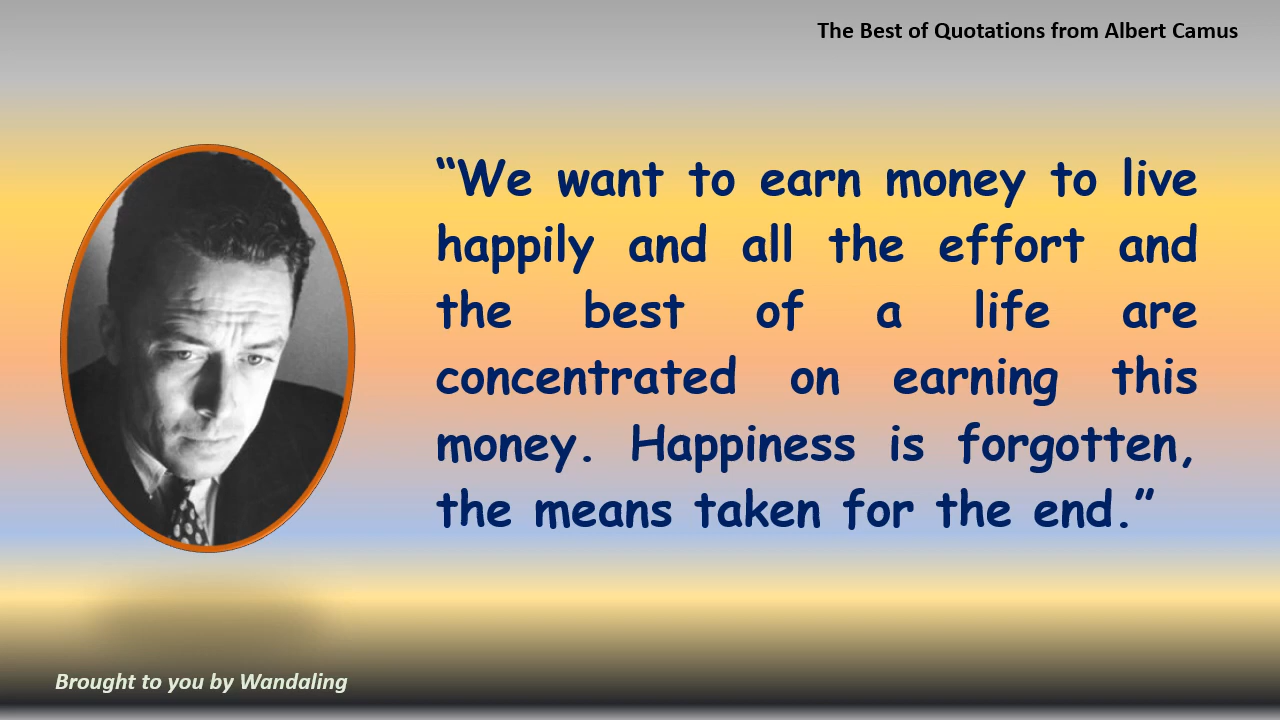 The Best of Quotations from Albert Camus
“We want to earn money to live
happily and all the effort and
the best of a life are
concentrated on earning this
money. Happiness is forgotten,
the means taken for the end.”
Brought to you by Wandaling